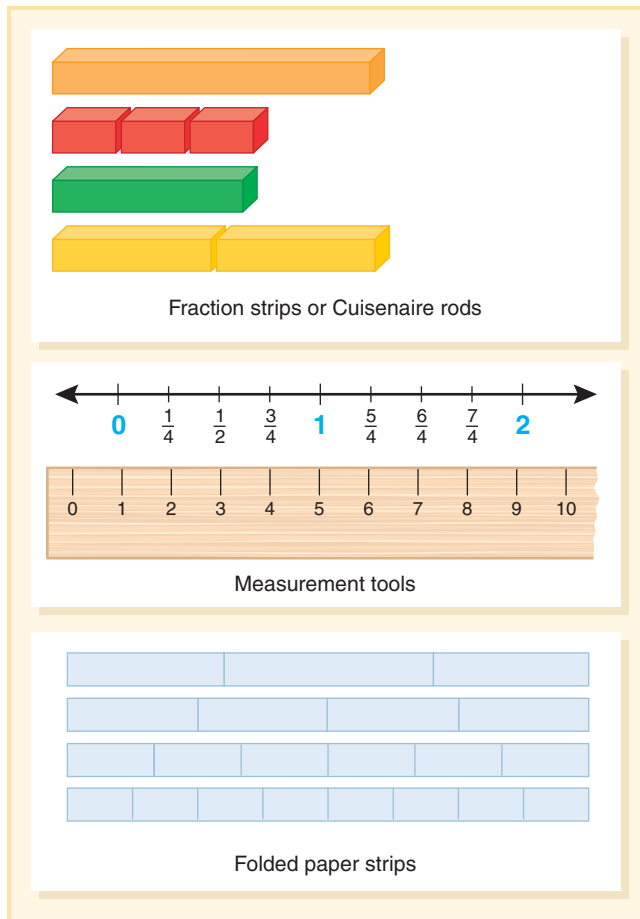 Fraction strips or Cuisenaire rods
0 1/4 1/2 3/4 1 5/4 6/4 7/4 2
0 1 2 3 4 5 6 7 8 9 10
Measurement tools
Folded paper strips